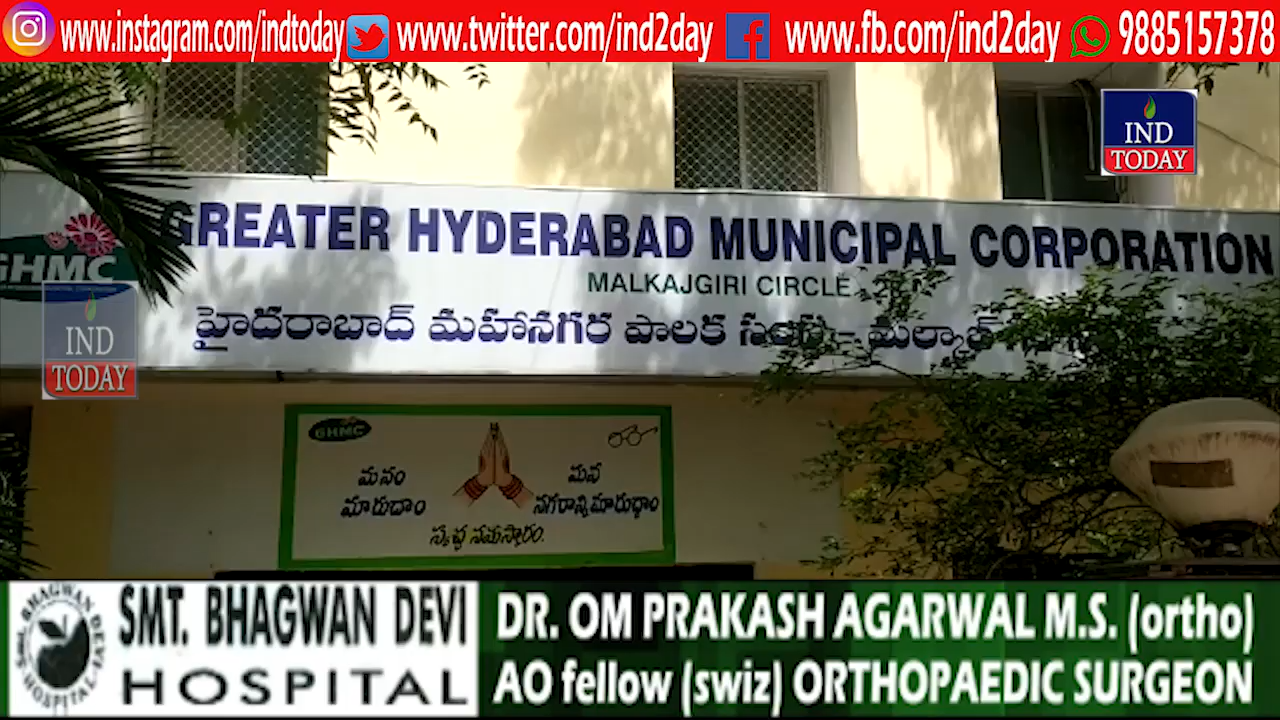 www.instagram.com/indtoday www.twitter.com/ind2day www.fb.com/ind2day 9885157378
IND
TODAY
GREATER HYDERABAD MUNICIPAL CORPORATION
GHMC
MALKAJGIRI CIRCLE
హైదరాబాద్ మహానగర పాలక
IND
TODAY
GHMC
మనం
మారుదాం
మన
నగరాన్ని మారుద్దాం
స్వచ్ఛ నమస్కారం.
SMT. BHAGWAN DEVI
HOSPITAL
DR. OM PRAKASH AGARWAL M.S. (ortho)
AO fellow (swiz) ORTHOPAEDIC SURGEON